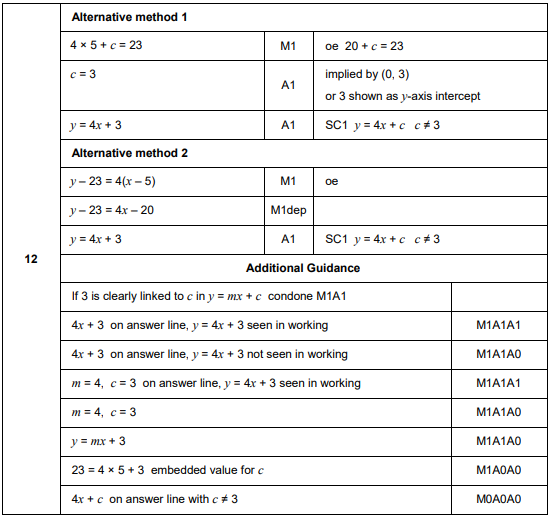 Alternative method 1
4 × 5 + c = 23 M1 oe 20 + c = 23
c = 3 A1 implied by (0, 3)
or 3 shown as y-axis intercept
y = 4x + 3 A1 SC1 y = 4x + c c ≠ 3
Alternative method 2
y – 23 = 4(x – 5) M1 oe
y – 23 = 4x – 20 M1dep
y = 4x + 3 A1 SC1 y = 4x + c c ≠ 3
12
Additional Guidance
If 3 is clearly linked to c in y = mx + c condone M1A1
4x + 3 on answer line, y = 4x + 3 seen in working M1A1A1
4x + 3 on answer line, y = 4x + 3 not seen in working M1A1A0
m = 4, c = 3 on answer line, y = 4x + 3 seen in working M1A1A1
m = 4, c = 3 M1A1A0
y = mx + 3 M1A1A0
23 = 4 × 5 + 3 embedded value for c M1A0A0
4x + c on answer line with c ≠ 3 M0A0A0